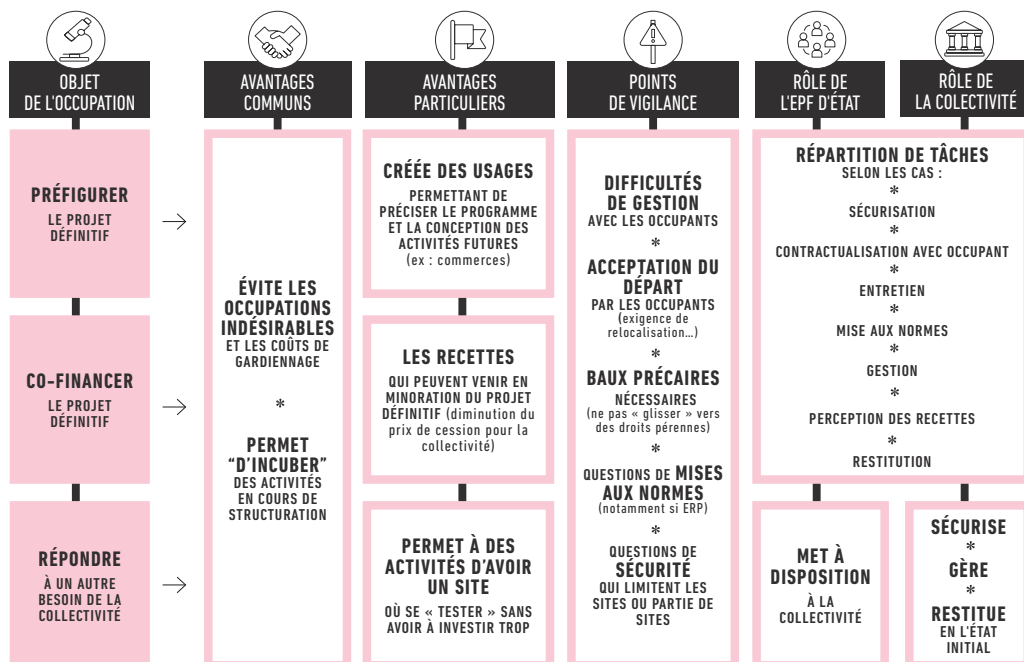 OBJET
DE L'OCCUPATION
AVANTAGES
COMMUNS
AVANTAGES
PARTICULIERS
POINTS
DE VIGILANCE
RÔLE DE
L'EPF D'ÉTAT
RÔLE DE
LA COLECTIVITÉ
PRÉFIGURER
LE PROJET
DÉFINITIF
→
CO-FINANCER
LE PROJET
DÉFINITIF
→
RÉPONDRE
À UN AUTRE
BESOIN DE LA
COLLECTIVITÉ
→
ÉVITE LES
OCCUPATIONS
INDÉSIRABLES
ET LES COÛTS DE
GARDIENNAGE
*
PERMET
“D'INCUBER”
DES ACTIVITÉS
EN COURS DE
STRUCTURATION
CRÉÉE DES USAGES
PERMETTANT DE
PRÉCISER LE PROGRAMME
ET LA CONCEPTION DES
ACTIVITÉS FUTURES
(ex : commerces)
LES RECETTES
QUI PEUVENT VENIR EN
MINORATION DU PROJET
DÉFINITIF (diminution du
prix de cession pour la
collectivité)
PERMET À DES
ACTIVITÉS D'AVOIR
UN SITE
OÙ SE « TESTER » SANS
AVOIR À INVESTIR TROP
DIFFICULTÉS
DE GESTION
AVEC LES OCCUPANTS
*
ACCEPTATION DU
DÉPART
PAR LES OCCUPANTS
(exigence de
relocalisation…)
*
BAUX PRÉCAIRES
NÉCESSAIRES
(ne pas « glisser » vers
des droits pérennes)
*
QUESTIONS DE MISES
AUX NORMES
(notamment si ERP)
*
QUESTIONS DE
SÉCURITÉ
QUI LIMITENT LES
SITES OU PARTIE DE
SITES
RÉPARTITION DE TÂCHES
SELON LES CAS :
*
SÉCURISATION
*
CONTRACTUALISATION AVEC OCCUPANT
*
ENTRETIEN
*
MISE AUX NORMES
*
GESTION
*
PERCEPTION DES RECETTES
*
RESTITUTION
MET À
DISPOSITION
À LA
COLLECTIVITÉ
SÉCURISE
*
GÈRE
*
RESTITUE
EN L'ÉTAT
INITIAL